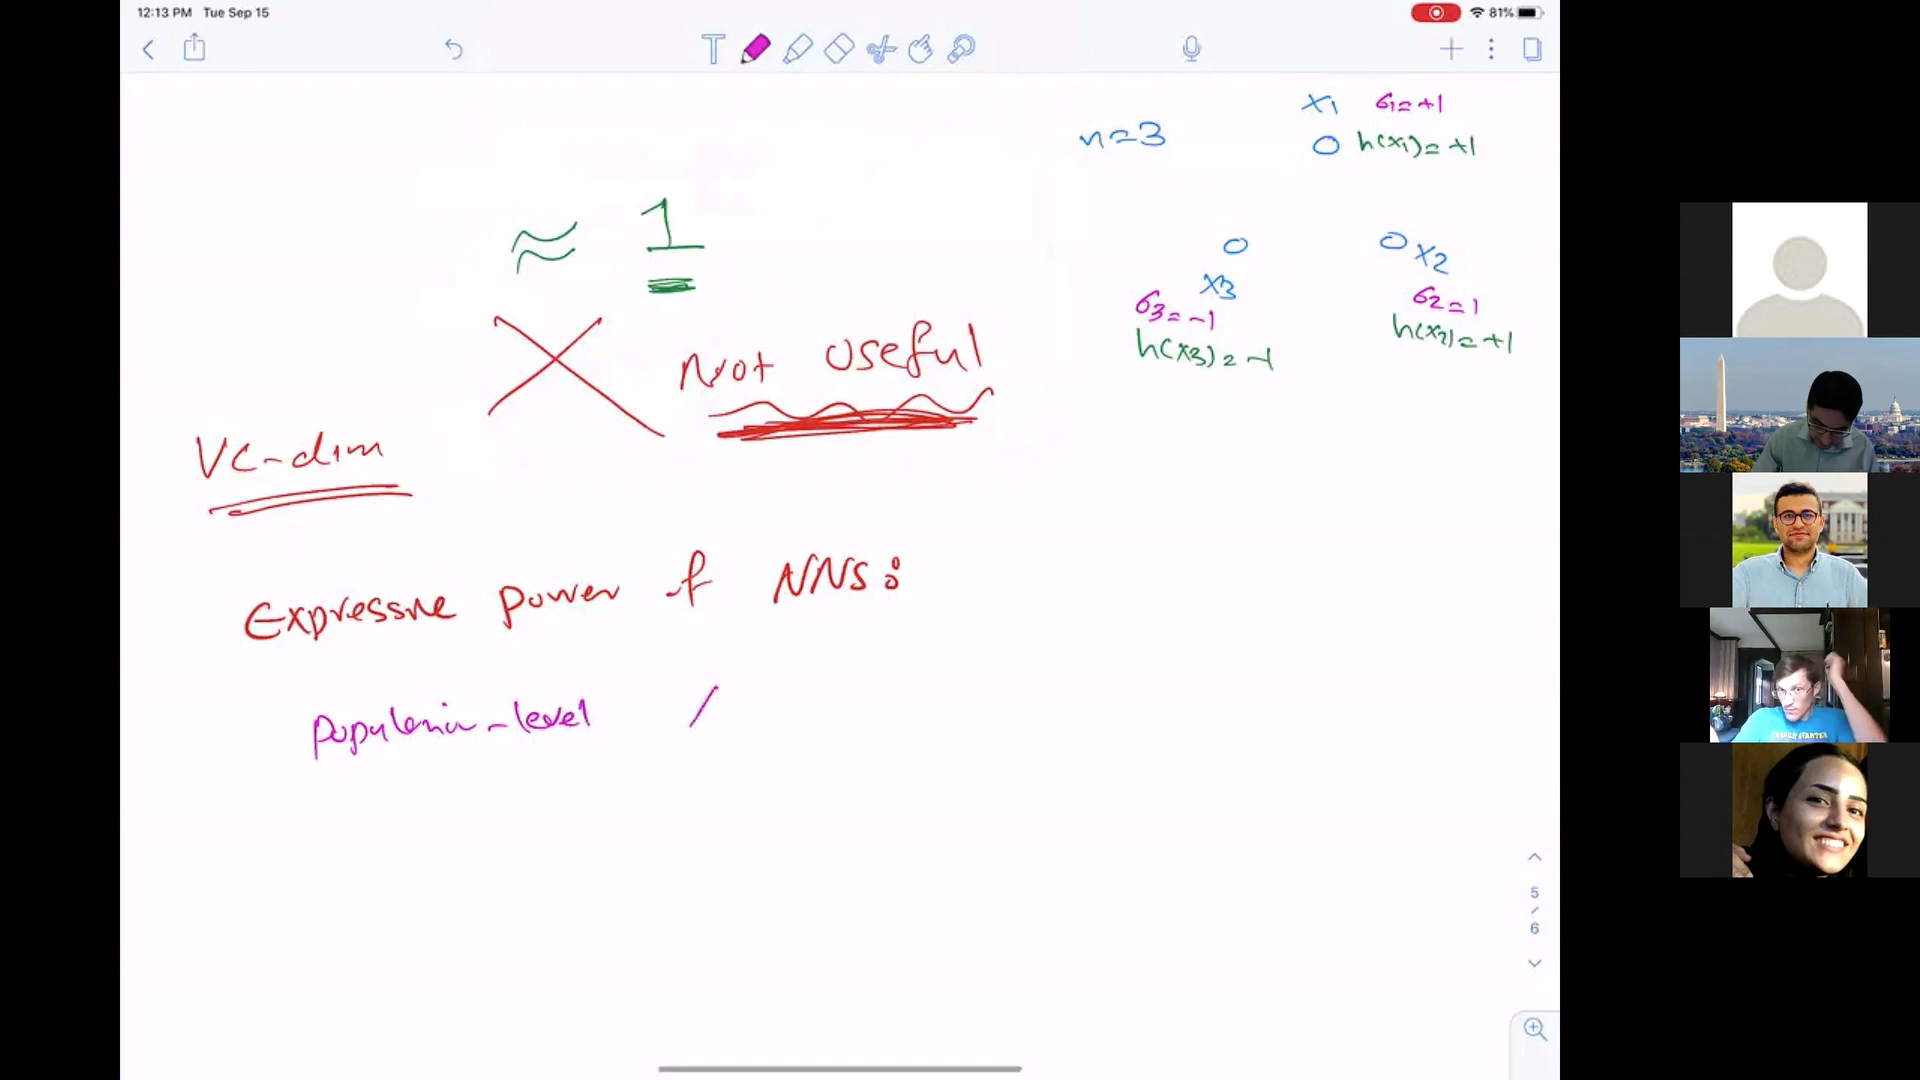 12:13 PM Tue Sep 15
81%
n=3
x1 σ1=+1
h(x1)=+1
≈ 1
x2
σ2=1
h(x2)=+1
x3
σ3=-1
h(x3)=-1
Not Useful
VC-dim
Expressive power of NNs:
population-level /
5
/
6